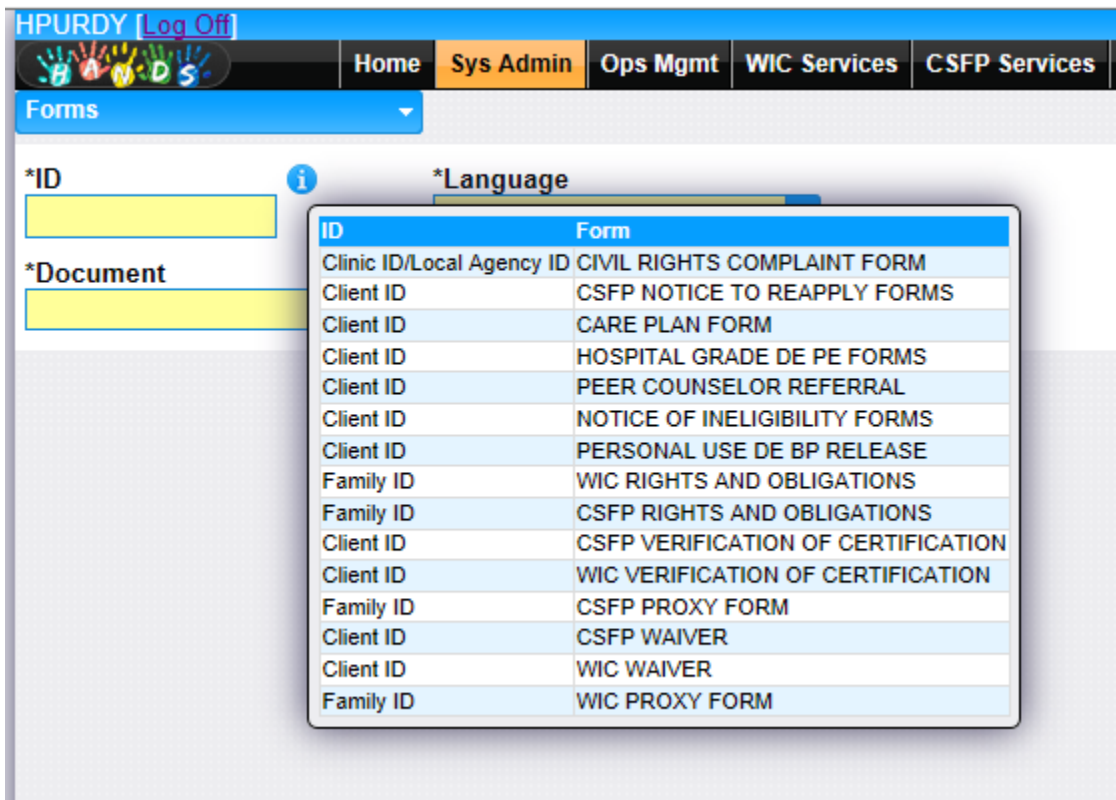 HPURDY [Log Off]
HANDS Home Sys Admin Ops Mgmt WIC Services CSFP Services
Forms
*ID *Language
*Document
ID Form
Clinic ID/Local Agency ID CIVIL RIGHTS COMPLAINT FORM
Client ID CSFP NOTICE TO REAPPLY FORMS
Client ID CARE PLAN FORM
Client ID HOSPITAL GRADE DE PE FORMS
Client ID PEER COUNSELOR REFERRAL
Client ID NOTICE OF INELIGIBILITY FORMS
Client ID PERSONAL USE DE BP RELEASE
Family ID WIC RIGHTS AND OBLIGATIONS
Family ID CSFP RIGHTS AND OBLIGATIONS
Client ID CSFP VERIFICATION OF CERTIFICATION
Client ID WIC VERIFICATION OF CERTIFICATION
Family ID CSFP PROXY FORM
Client ID CSFP WAIVER
Client ID WIC WAIVER
Family ID WIC PROXY FORM